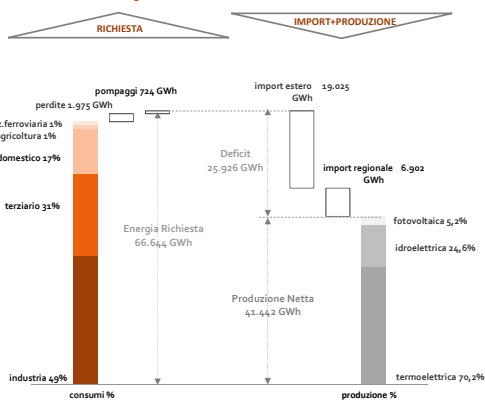 RICHIESTA
IMPORT+PRODUZIONE
pompaggi 724 GWh
import estero 19.025
GWh
perdite 1.975 GWh
z.ferroviaria 1%
agricoltura 1%
domestico 17%
Deficit
25.926 GWh
import regionale 6.902
GWh
terziario 31%
fotovoltaica 5,2%
Energia Richiesta
66.644 GWh
idroelettrica 24,6%
Produzione Netta
41.442 GWh
industria 49%
termoelettrica 70,2%
consumi %
produzione %